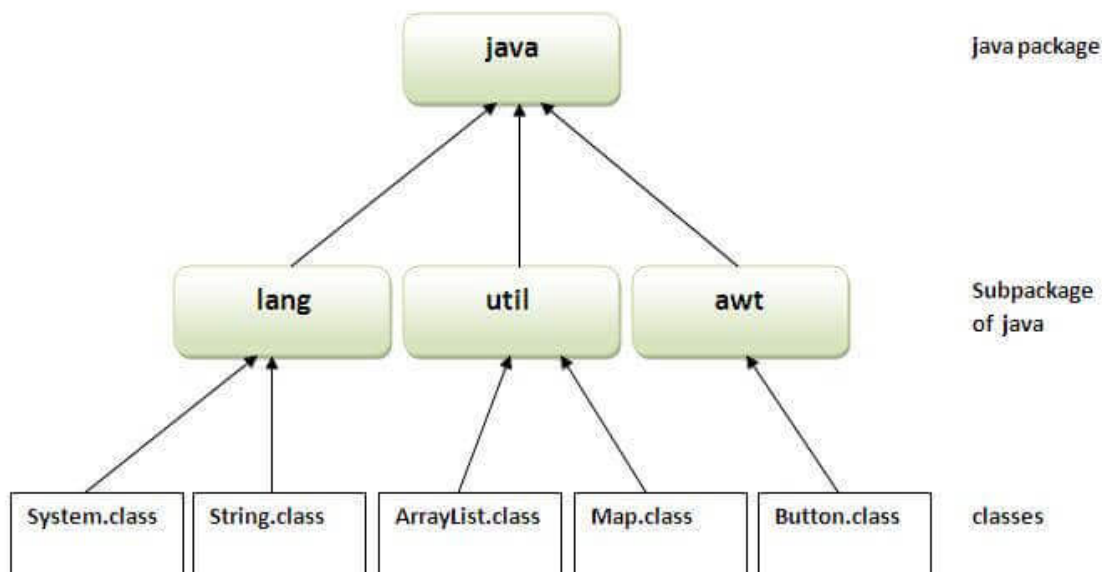 java
java package
lang
util
awt
Subpackage
of java
System.class
String.class
ArrayList.class
Map.class
Button.class
classes